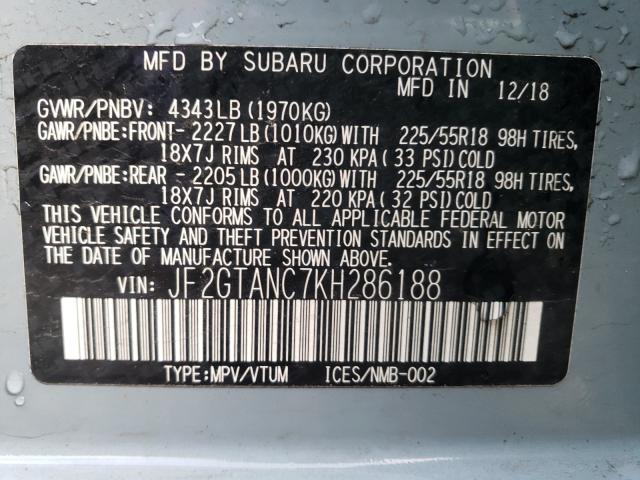 MFD BY SUBARU CORPORATION
MFD IN 12/18
GVWR/PNBV: 4343LB (1970KG)
GAWR/PNBE:FRONT- 2227LB (1010KG) WITH 225/55R18 98H TIRES,
18X7J RIMS AT 230 KPA (33 PSI) COLD
GAWR/PNBE:REAR - 2205LB (1000KG) WITH 225/55R18 98H TIRES,
18X7J RIMS AT 220 KPA (32 PSI) COLD
THIS VEHICLE CONFORMS TO ALL APPLICABLE FEDERAL MOTOR
VEHICLE SAFETY AND THEFT PREVENTION STANDARDS IN EFFECT ON
THE DATE OF MANUFACTURE SHOWN ABOVE.
VIN: JF2GTANC7KH286188
TYPE:MPV/VTUM ICES/NMB-002